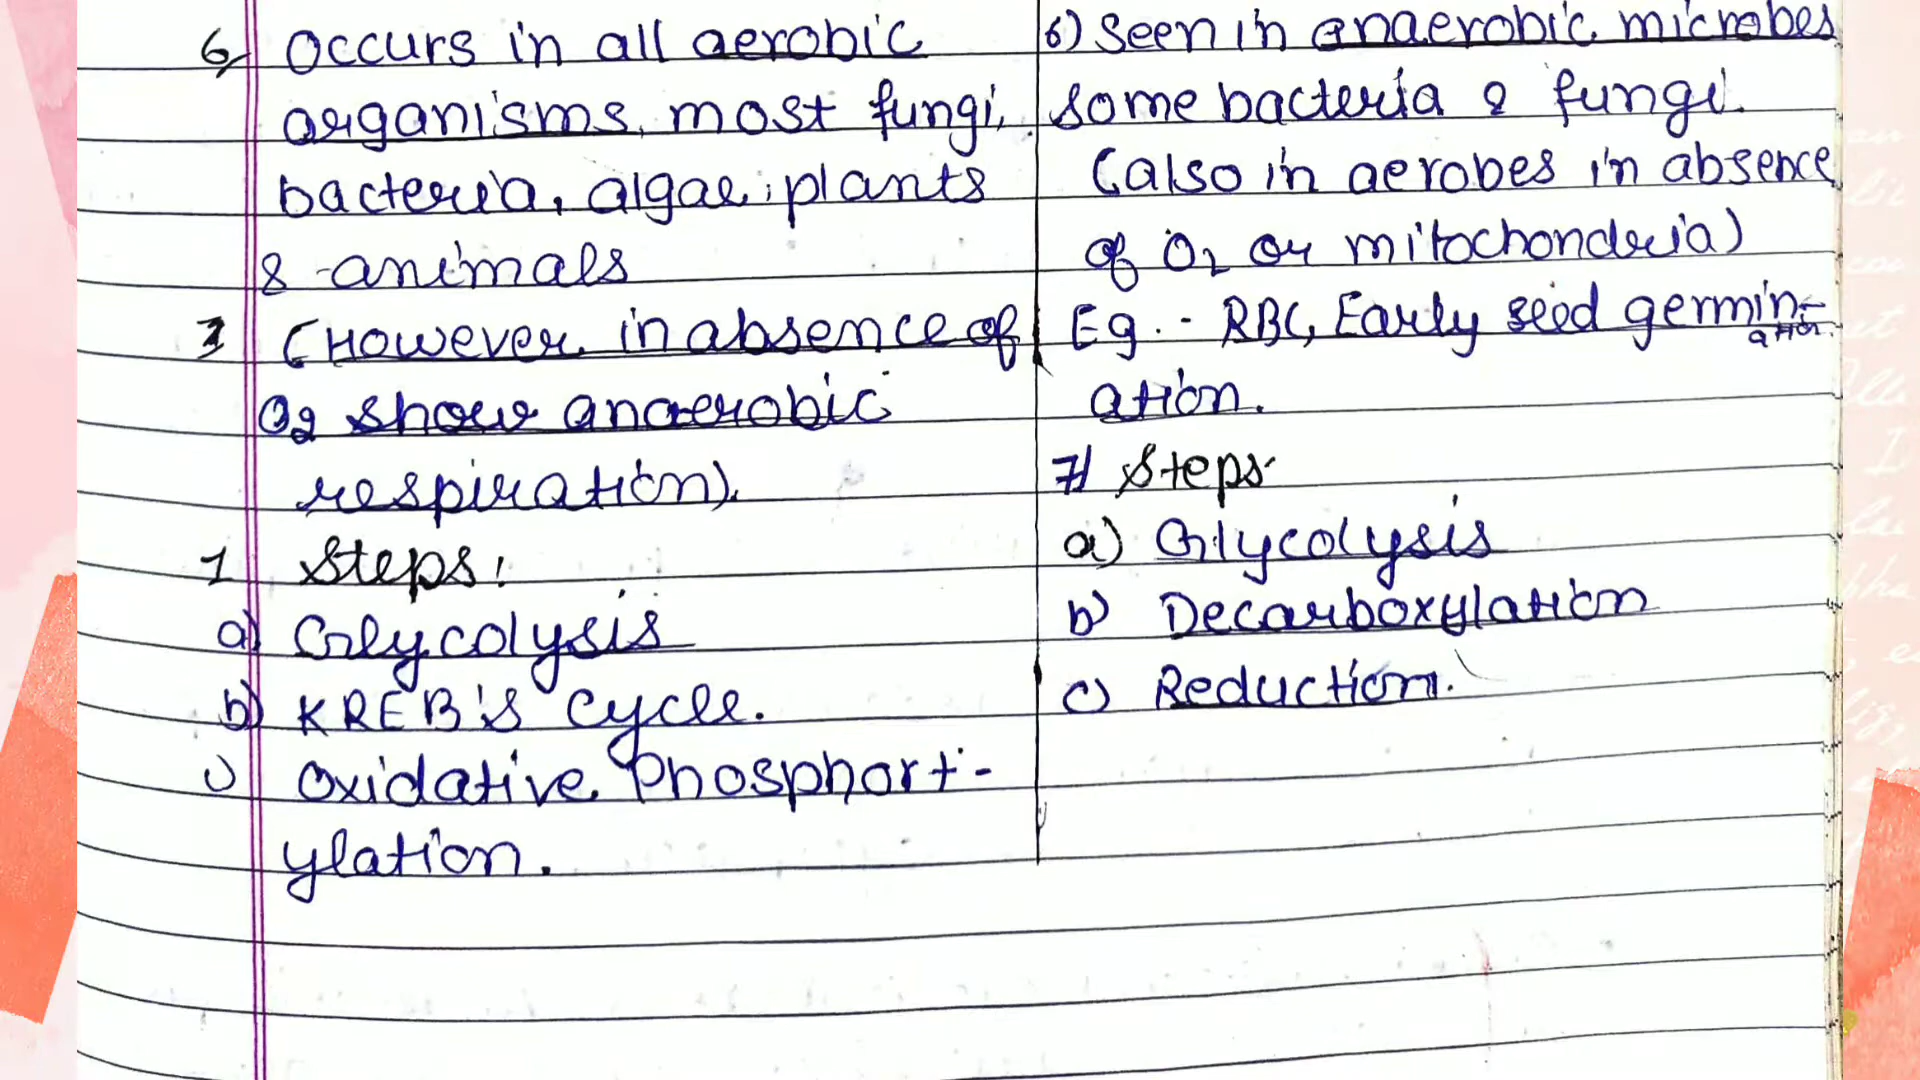 6, Occurs in all aerobic
organisms, most fungi,
bacteria, algae, plants
& animals
3 (However in absence of
O2 show anaerobic
respiration).
7 Steps:
a) Glycolysis
b) KREB's cycle.
c) Oxidative Phosphort-
ylation.
6) Seen in anaerobic microbes
some bacteria & fungi.
(also in aerobes in absence
of O2 or mitochondria)
Eg.- RBC, Early seed germin-
ation.
ation.
7) Steps
a) Glycolysis
b) Decarboxylation
c) Reduction.